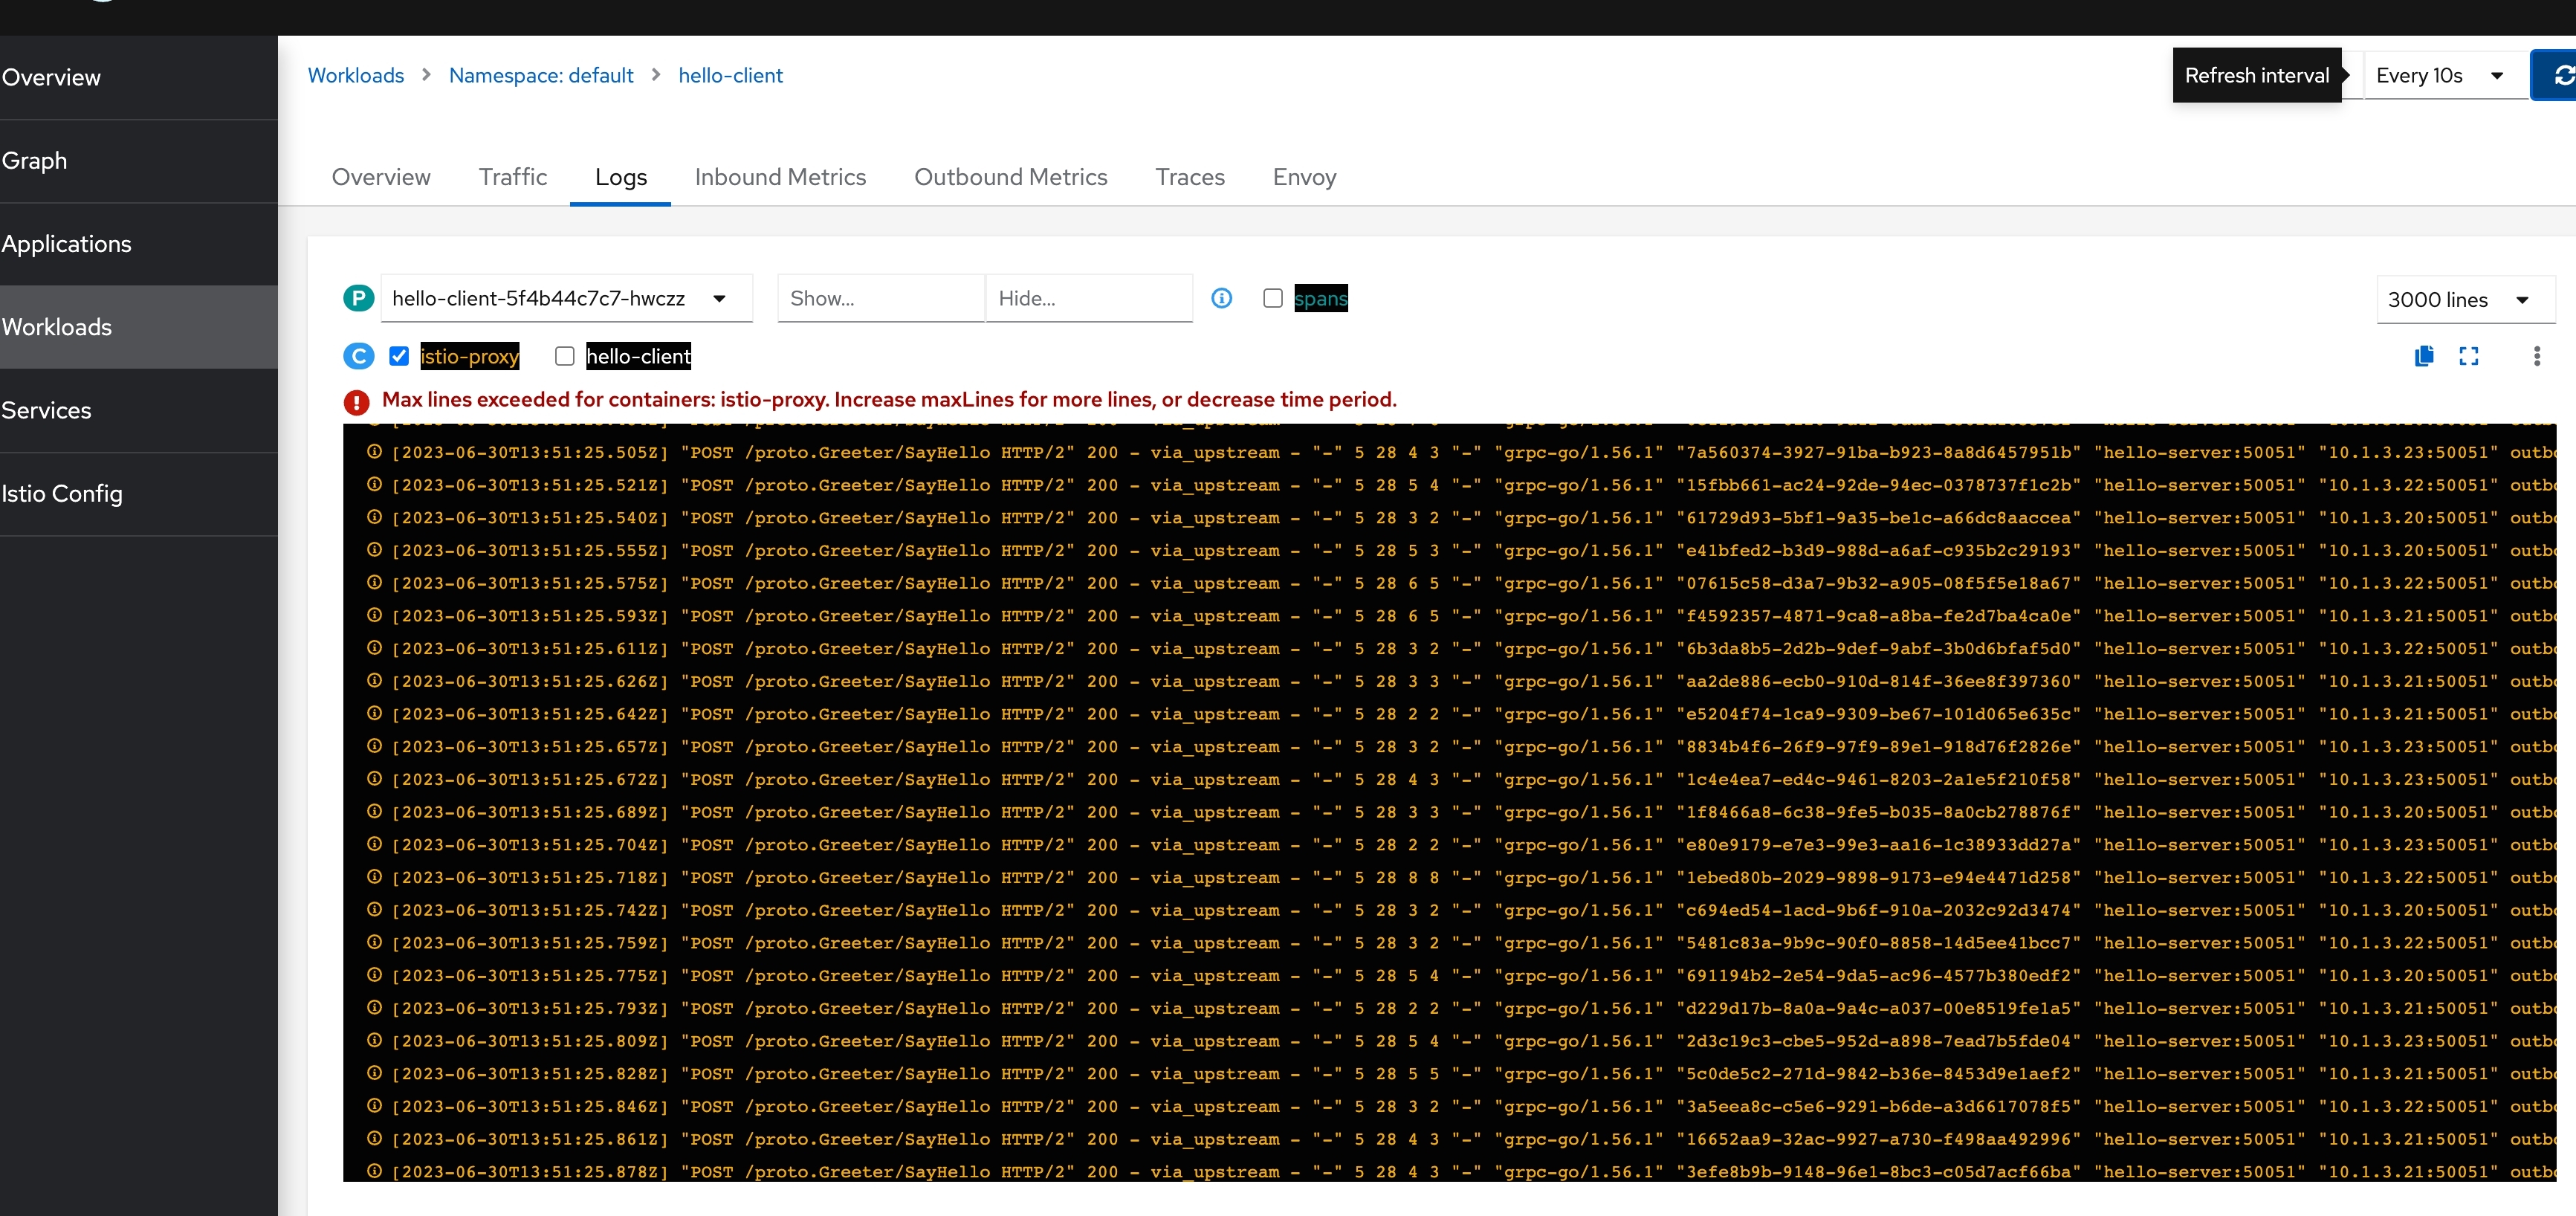 Overview
Graph
Applications
Workloads
Services
Istio Config
Workloads > Namespace: default > hello-client
Refresh interval
Every 10s
Overview Traffic Logs Inbound Metrics Outbound Metrics Traces Envoy
P hello-client-5f4b44c7c7-hwczz Show... Hide... spans 3000 lines
C istio-proxy hello-client
Max lines exceeded for containers: istio-proxy. Increase maxLines for more lines, or decrease time period.
[2023-06-30T13:51:25.505Z] "POST /proto.Greeter/SayHello HTTP/2" 200 - via_upstream - "-" 5 28 4 3 "-" "grpc-go/1.56.1" "7a560374-3927-91ba-b923-8a8d6457951b" "hello-server:50051" "10.1.3.23:50051"
[2023-06-30T13:51:25.521Z] "POST /proto.Greeter/SayHello HTTP/2" 200 - via_upstream - "-" 5 28 5 4 "-" "grpc-go/1.56.1" "15fbb661-ac24-92de-94ec-0378737f1c2b" "hello-server:50051" "10.1.3.22:50051"
[2023-06-30T13:51:25.540Z] "POST /proto.Greeter/SayHello HTTP/2" 200 - via_upstream - "-" 5 28 3 2 "-" "grpc-go/1.56.1" "61729d93-5bf1-9a35-be1c-a66dc8aaccea" "hello-server:50051" "10.1.3.20:50051"
[2023-06-30T13:51:25.555Z] "POST /proto.Greeter/SayHello HTTP/2" 200 - via_upstream - "-" 5 28 5 3 "-" "grpc-go/1.56.1" "e41bfed2-b3d9-988d-a6af-c935b2c29193" "hello-server:50051" "10.1.3.20:50051"
[2023-06-30T13:51:25.575Z] "POST /proto.Greeter/SayHello HTTP/2" 200 - via_upstream - "-" 5 28 6 5 "-" "grpc-go/1.56.1" "07615c58-d3a7-9b32-a905-08f5f5e18a67" "hello-server:50051" "10.1.3.22:50051"
[2023-06-30T13:51:25.593Z] "POST /proto.Greeter/SayHello HTTP/2" 200 - via_upstream - "-" 5 28 6 5 "-" "grpc-go/1.56.1" "f4592357-4871-9ca8-a8ba-fe2d7ba4ca0e" "hello-server:50051" "10.1.3.21:50051"
[2023-06-30T13:51:25.611Z] "POST /proto.Greeter/SayHello HTTP/2" 200 - via_upstream - "-" 5 28 3 2 "-" "grpc-go/1.56.1" "6b3da8b5-2d2b-9def-9abf-3b0d6bfaf5d0" "hello-server:50051" "10.1.3.22:50051"
[2023-06-30T13:51:25.626Z] "POST /proto.Greeter/SayHello HTTP/2" 200 - via_upstream - "-" 5 28 3 3 "-" "grpc-go/1.56.1" "aa2de886-ecb0-910d-814f-36ee8f397360" "hello-server:50051" "10.1.3.21:50051"
[2023-06-30T13:51:25.642Z] "POST /proto.Greeter/SayHello HTTP/2" 200 - via_upstream - "-" 5 28 2 2 "-" "grpc-go/1.56.1" "e5204f74-1ca9-9309-be67-101d065e635c" "hello-server:50051" "10.1.3.21:50051"
[2023-06-30T13:51:25.657Z] "POST /proto.Greeter/SayHello HTTP/2" 200 - via_upstream - "-" 5 28 3 2 "-" "grpc-go/1.56.1" "8834b4f6-26f9-97f9-89e1-918d76f2826e" "hello-server:50051" "10.1.3.23:50051"
[2023-06-30T13:51:25.672Z] "POST /proto.Greeter/SayHello HTTP/2" 200 - via_upstream - "-" 5 28 4 3 "-" "grpc-go/1.56.1" "1c4e4ea7-ed4c-9461-8203-2a1e5f210f58" "hello-server:50051" "10.1.3.23:50051"
[2023-06-30T13:51:25.689Z] "POST /proto.Greeter/SayHello HTTP/2" 200 - via_upstream - "-" 5 28 3 3 "-" "grpc-go/1.56.1" "1f8466a8-6c38-9fe5-b035-8a0cb278876f" "hello-server:50051" "10.1.3.20:50051"
[2023-06-30T13:51:25.704Z] "POST /proto.Greeter/SayHello HTTP/2" 200 - via_upstream - "-" 5 28 2 2 "-" "grpc-go/1.56.1" "e80e9179-e7e3-99e3-aa16-1c38933dd27a" "hello-server:50051" "10.1.3.23:50051"
[2023-06-30T13:51:25.718Z] "POST /proto.Greeter/SayHello HTTP/2" 200 - via_upstream - "-" 5 28 8 8 "-" "grpc-go/1.56.1" "1ebed80b-2029-9898-9173-e94e4471d258" "hello-server:50051" "10.1.3.22:50051"
[2023-06-30T13:51:25.742Z] "POST /proto.Greeter/SayHello HTTP/2" 200 - via_upstream - "-" 5 28 3 2 "-" "grpc-go/1.56.1" "c694ed54-1acd-9b6f-910a-2032c92d3474" "hello-server:50051" "10.1.3.20:50051"
[2023-06-30T13:51:25.759Z] "POST /proto.Greeter/SayHello HTTP/2" 200 - via_upstream - "-" 5 28 3 2 "-" "grpc-go/1.56.1" "5481c83a-9b9c-90f0-8858-14d5ee41bcc7" "hello-server:50051" "10.1.3.22:50051"
[2023-06-30T13:51:25.775Z] "POST /proto.Greeter/SayHello HTTP/2" 200 - via_upstream - "-" 5 28 5 4 "-" "grpc-go/1.56.1" "691194b2-2e54-9da5-ac96-4577b380edf2" "hello-server:50051" "10.1.3.20:50051"
[2023-06-30T13:51:25.793Z] "POST /proto.Greeter/SayHello HTTP/2" 200 - via_upstream - "-" 5 28 2 2 "-" "grpc-go/1.56.1" "d229d17b-8a0a-9a4c-a037-00e8519fe1a5" "hello-server:50051" "10.1.3.21:50051"
[2023-06-30T13:51:25.809Z] "POST /proto.Greeter/SayHello HTTP/2" 200 - via_upstream - "-" 5 28 5 4 "-" "grpc-go/1.56.1" "2d3c19c3-cbe5-952d-a898-7ead7b5fde04" "hello-server:50051" "10.1.3.23:50051"
[2023-06-30T13:51:25.828Z] "POST /proto.Greeter/SayHello HTTP/2" 200 - via_upstream - "-" 5 28 5 5 "-" "grpc-go/1.56.1" "5c0de5c2-271d-9842-b36e-8453d9e1aef2" "hello-server:50051" "10.1.3.21:50051"
[2023-06-30T13:51:25.846Z] "POST /proto.Greeter/SayHello HTTP/2" 200 - via_upstream - "-" 5 28 3 2 "-" "grpc-go/1.56.1" "3a5eea8c-c5e6-9291-b6de-a3d6617078f5" "hello-server:50051" "10.1.3.22:50051"
[2023-06-30T13:51:25.861Z] "POST /proto.Greeter/SayHello HTTP/2" 200 - via_upstream - "-" 5 28 4 3 "-" "grpc-go/1.56.1" "16652aa9-32ac-9927-a730-f498aa492996" "hello-server:50051" "10.1.3.21:50051"
[2023-06-30T13:51:25.878Z] "POST /proto.Greeter/SayHello HTTP/2" 200 - via_upstream - "-" 5 28 4 3 "-" "grpc-go/1.56.1" "3efe8b9b-9148-96e1-8bc3-c05d7acf66ba" "hello-server:50051" "10.1.3.21:50051"